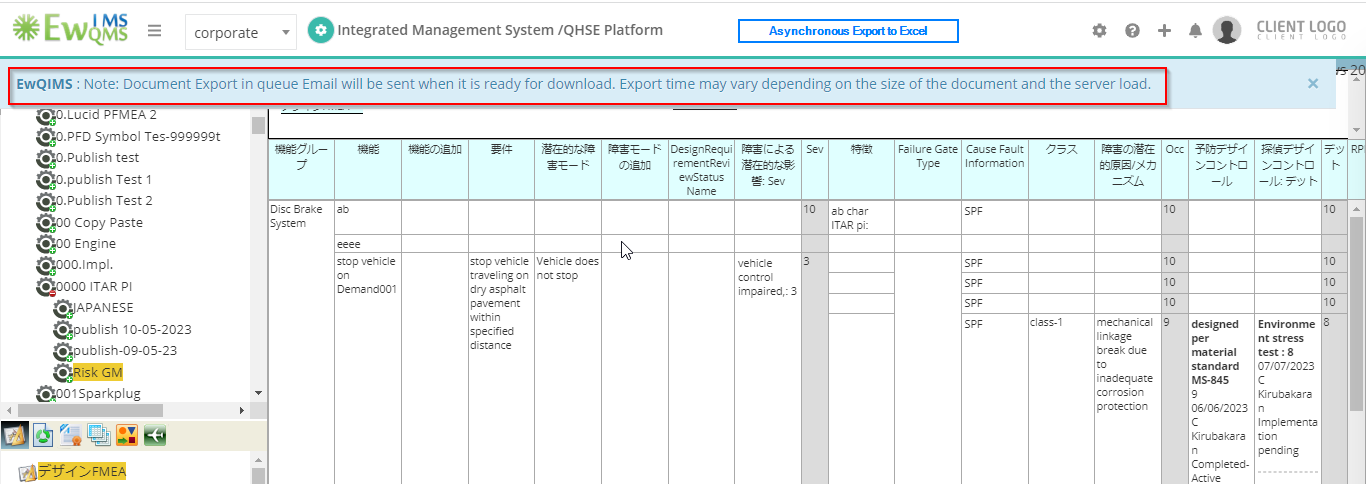 EwIMS QMS
corporate
Integrated Management System /QHSE Platform
Asynchronous Export to Excel
CLIENT LOGO
CLIENT LOGO
EwQIMS : Note: Document Export in queue Email will be sent when it is ready for download. Export time may vary depending on the size of the document and the server load.
×
20
0.Lucid PFMEA 2
0.PFD Symbol Tes-999999t
0.Publish test
0.Publish Test 1
0.Publish Test 2
00 Copy Paste
00 Engine
000.Impl.
0000 ITAR PI
JAPANESE
publish 10-05-2023
publish-09-05-23
Risk GM
001Sparkplug
デザインFMEA
機能グループ
機能
機能の追加
要件
潜在的な障害モード
障害モードの追加
DesignRequi
rementRevi
ewStatus
Name
障害による
潜在的な影
響: Sev
Sev
特徴
Failure Gate
Type
Cause Fault
Information
クラス
障害の潜在
的原因/メカ
ニズム
Occ
予防デザイ
ンコントロ
ール
探偵デザイ
ンコントロ
ール: デット
デッ
ト
RP
Disc Brake
System
ab
10
ab char
ITAR pi:
SPF
10
10
eeee
stop vehicle
on
Demand001
stop vehicle
traveling on
dry asphalt
pavement
within
specified
distance
Vehicle does
not stop
vehicle
control
impaired,: 3
3
SPF
10
10
SPF
10
10
SPF
10
10
SPF
class-1
mechanical
linkage
break due
to
inadequate
corrosion
protection
9
designed
per
material
standard
MS-845
9
06/06/2023
C
Kirubakara
n
Completed-
Active
Environme
nt stress
test : 8
07/07/2023
C
Kirubakara
n
Implementa
tion
pending
8